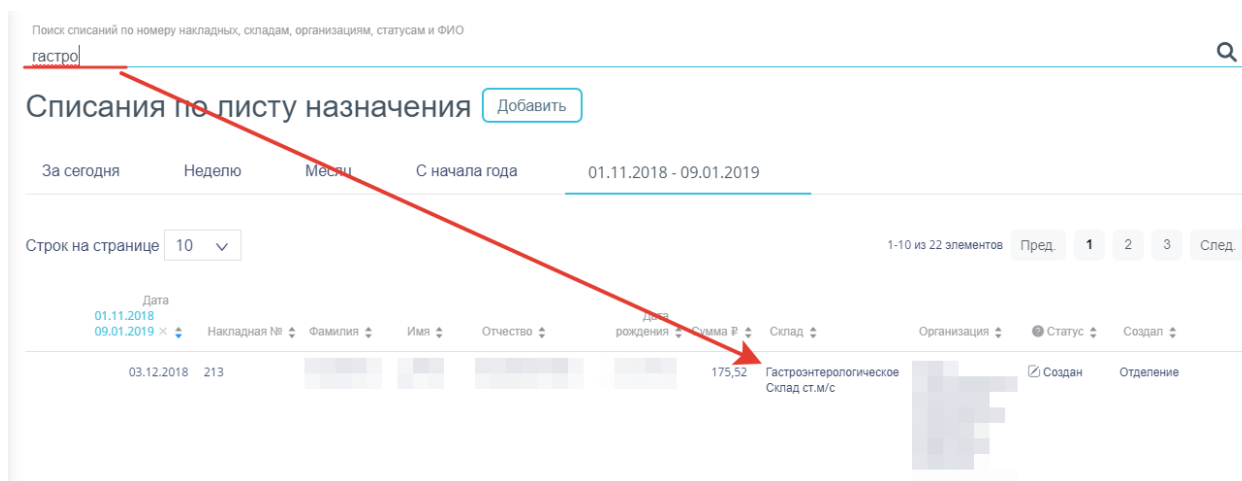 Поиск списаний по номеру накладных, складам, организациям, статусам и ФИО
гастро
Списания по листу назначения Добавить
За сегодня Неделю Месяц С начала года 01.11.2018 - 09.01.2019
Строк на странице 10 1-10 из 22 элементов Пред. 1 2 3 След.
Дата
01.11.2018
09.01.2019 × Накладная № Фамилия Имя Отчество Дата рождения Сумма ₽ Склад Организация Статус Создал
03.12.2018 213 175,52 Гастроэнтерологическое Создан Отделение
Склад ст.м/с